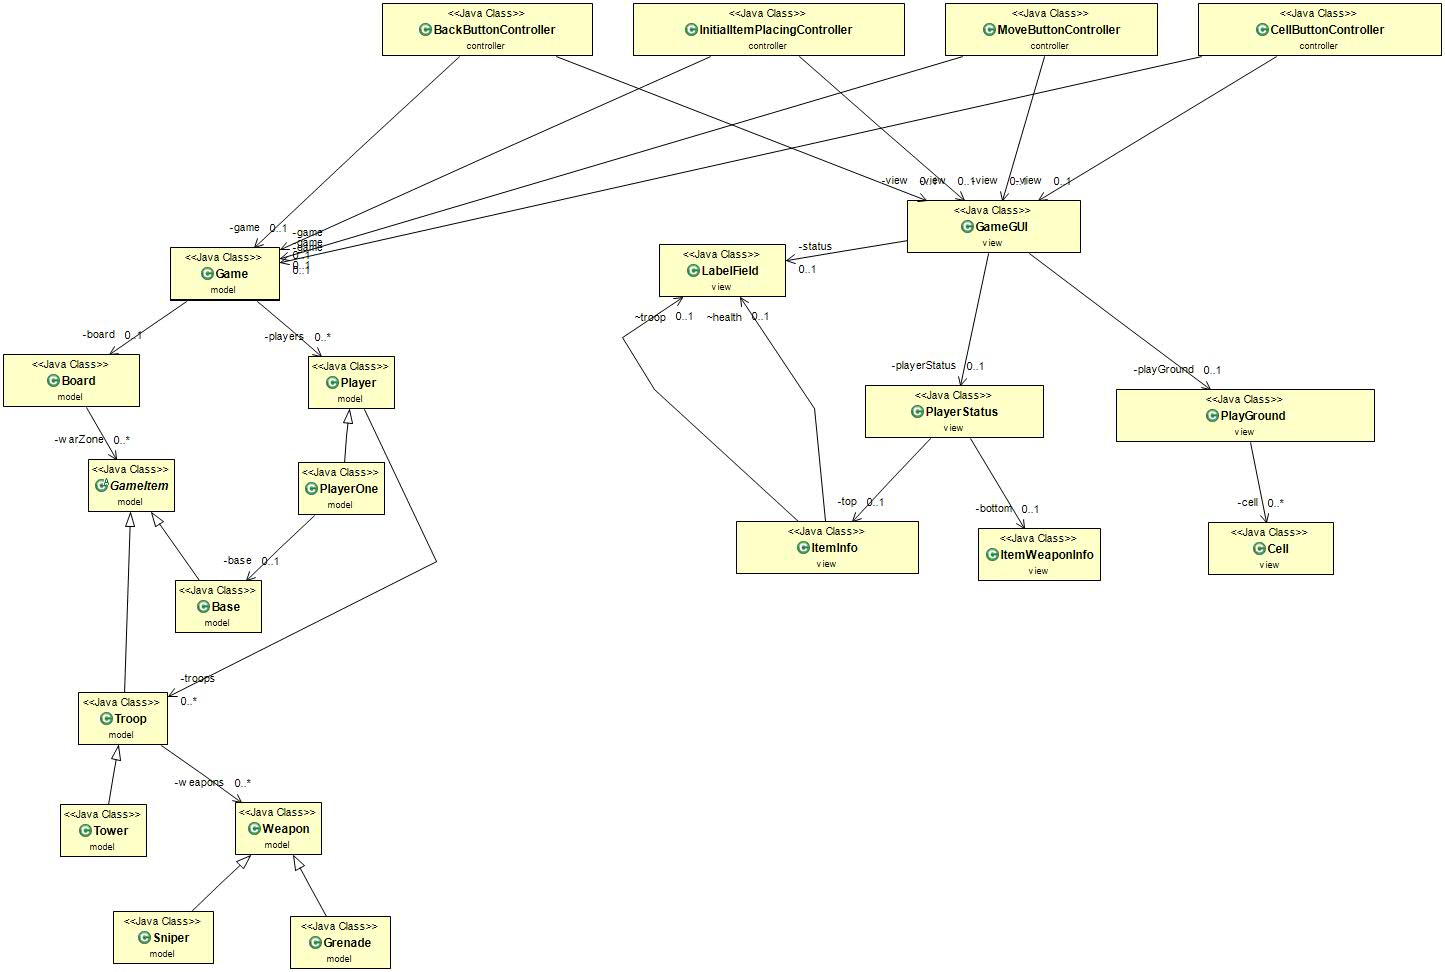 <<Java Class>>
BackButtonController
controller
<<Java Class>>
InitialItemPlacingController
controller
<<Java Class>>
MoveButtonController
controller
<<Java Class>>
CellButtonController
controller
-view 0..1
-view 0..1
-view 0..1
-view 0..1
-game 0..1
-game
-game
-game
0..1
0..1
0..1
<<Java Class>>
GameGUI
view
<<Java Class>>
Game
model
<<Java Class>>
LabelField
view
-status
0..1
~troop 0..1
~health 0..1
-board 0..1
-players 0..*
<<Java Class>>
Board
model
<<Java Class>>
Player
model
-playerStatus 0..1
-playGround 0..1
<<Java Class>>
PlayerStatus
view
<<Java Class>>
PlayGround
view
-warZone 0..*
<<Java Class>>
GameItem
model
<<Java Class>>
PlayerOne
model
-top 0..1
-bottom 0..1
-cell 0..*
<<Java Class>>
ItemInfo
view
<<Java Class>>
ItemWeaponInfo
view
<<Java Class>>
Cell
view
-base 0..1
<<Java Class>>
Base
model
-troops
0..*
<<Java Class>>
Troop
model
-weapons 0..*
<<Java Class>>
Tower
model
<<Java Class>>
Weapon
model
<<Java Class>>
Sniper
model
<<Java Class>>
Grenade
model